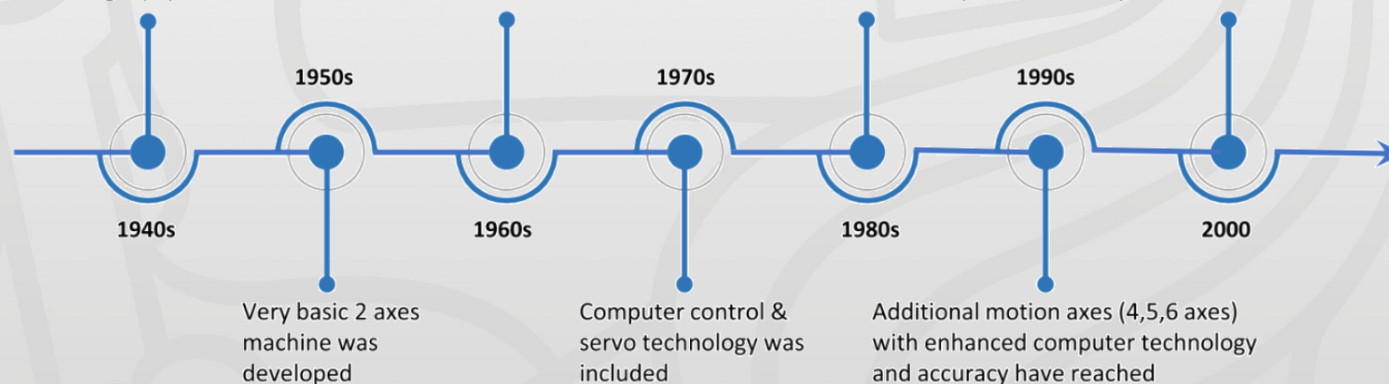 1950s
1970s
1990s
1940s
1960s
1980s
2000
Very basic 2 axes
machine was
developed
Computer control &
servo technology was
included
Additional motion axes (4,5,6 axes)
with enhanced computer technology
and accuracy have reached